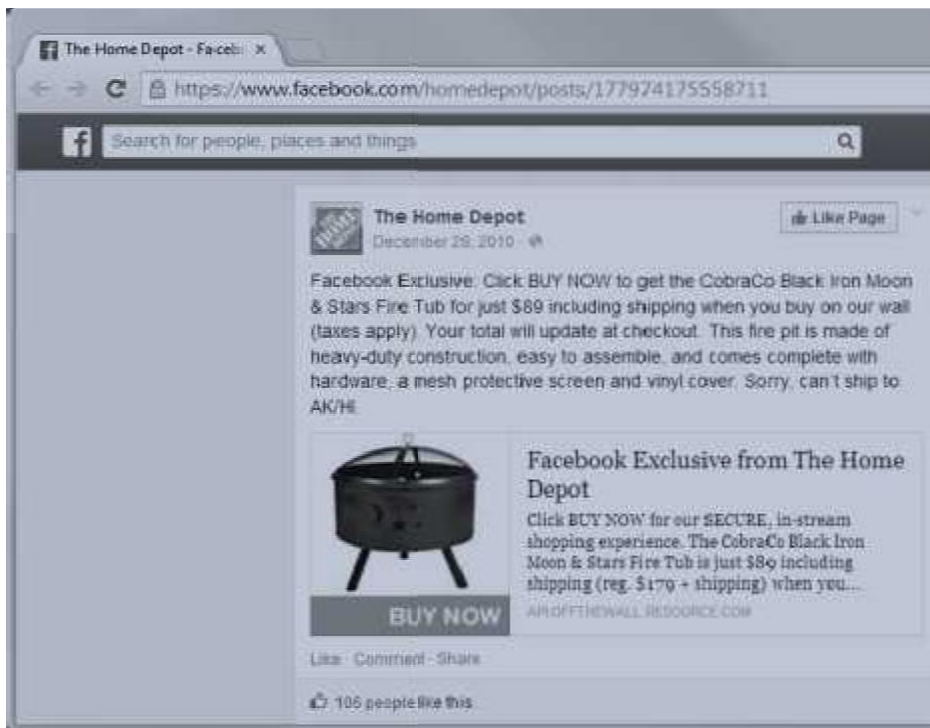 The Home Depot - Faceb
https://www.facebook.com/homedepot/posts/177974175558711
Search for people, places and things
The Home Depot
December 29, 2010
Like Page
Facebook Exclusive: Click BUY NOW to get the CobraCo Black Iron Moon
& Stars Fire Tub for just $89 including shipping when you buy on our wall
(taxes apply). Your total will update at checkout. This fire pit is made of
heavy-duty construction, easy to assemble, and comes complete with
hardware, a mesh protective screen and vinyl cover. Sorry, can't ship to
AK/HI.
Facebook Exclusive from The Home
Depot
Click BUY NOW for our SECURE, in-stream
shopping experience. The CobraCo Black Iron
Moon & Stars Fire Tub is just $89 including
shipping (reg. $179 + shipping) when you...
API.OFFTHEWALL.RESOURCE.COM
BUY NOW
Like · Comment · Share
106 people like this